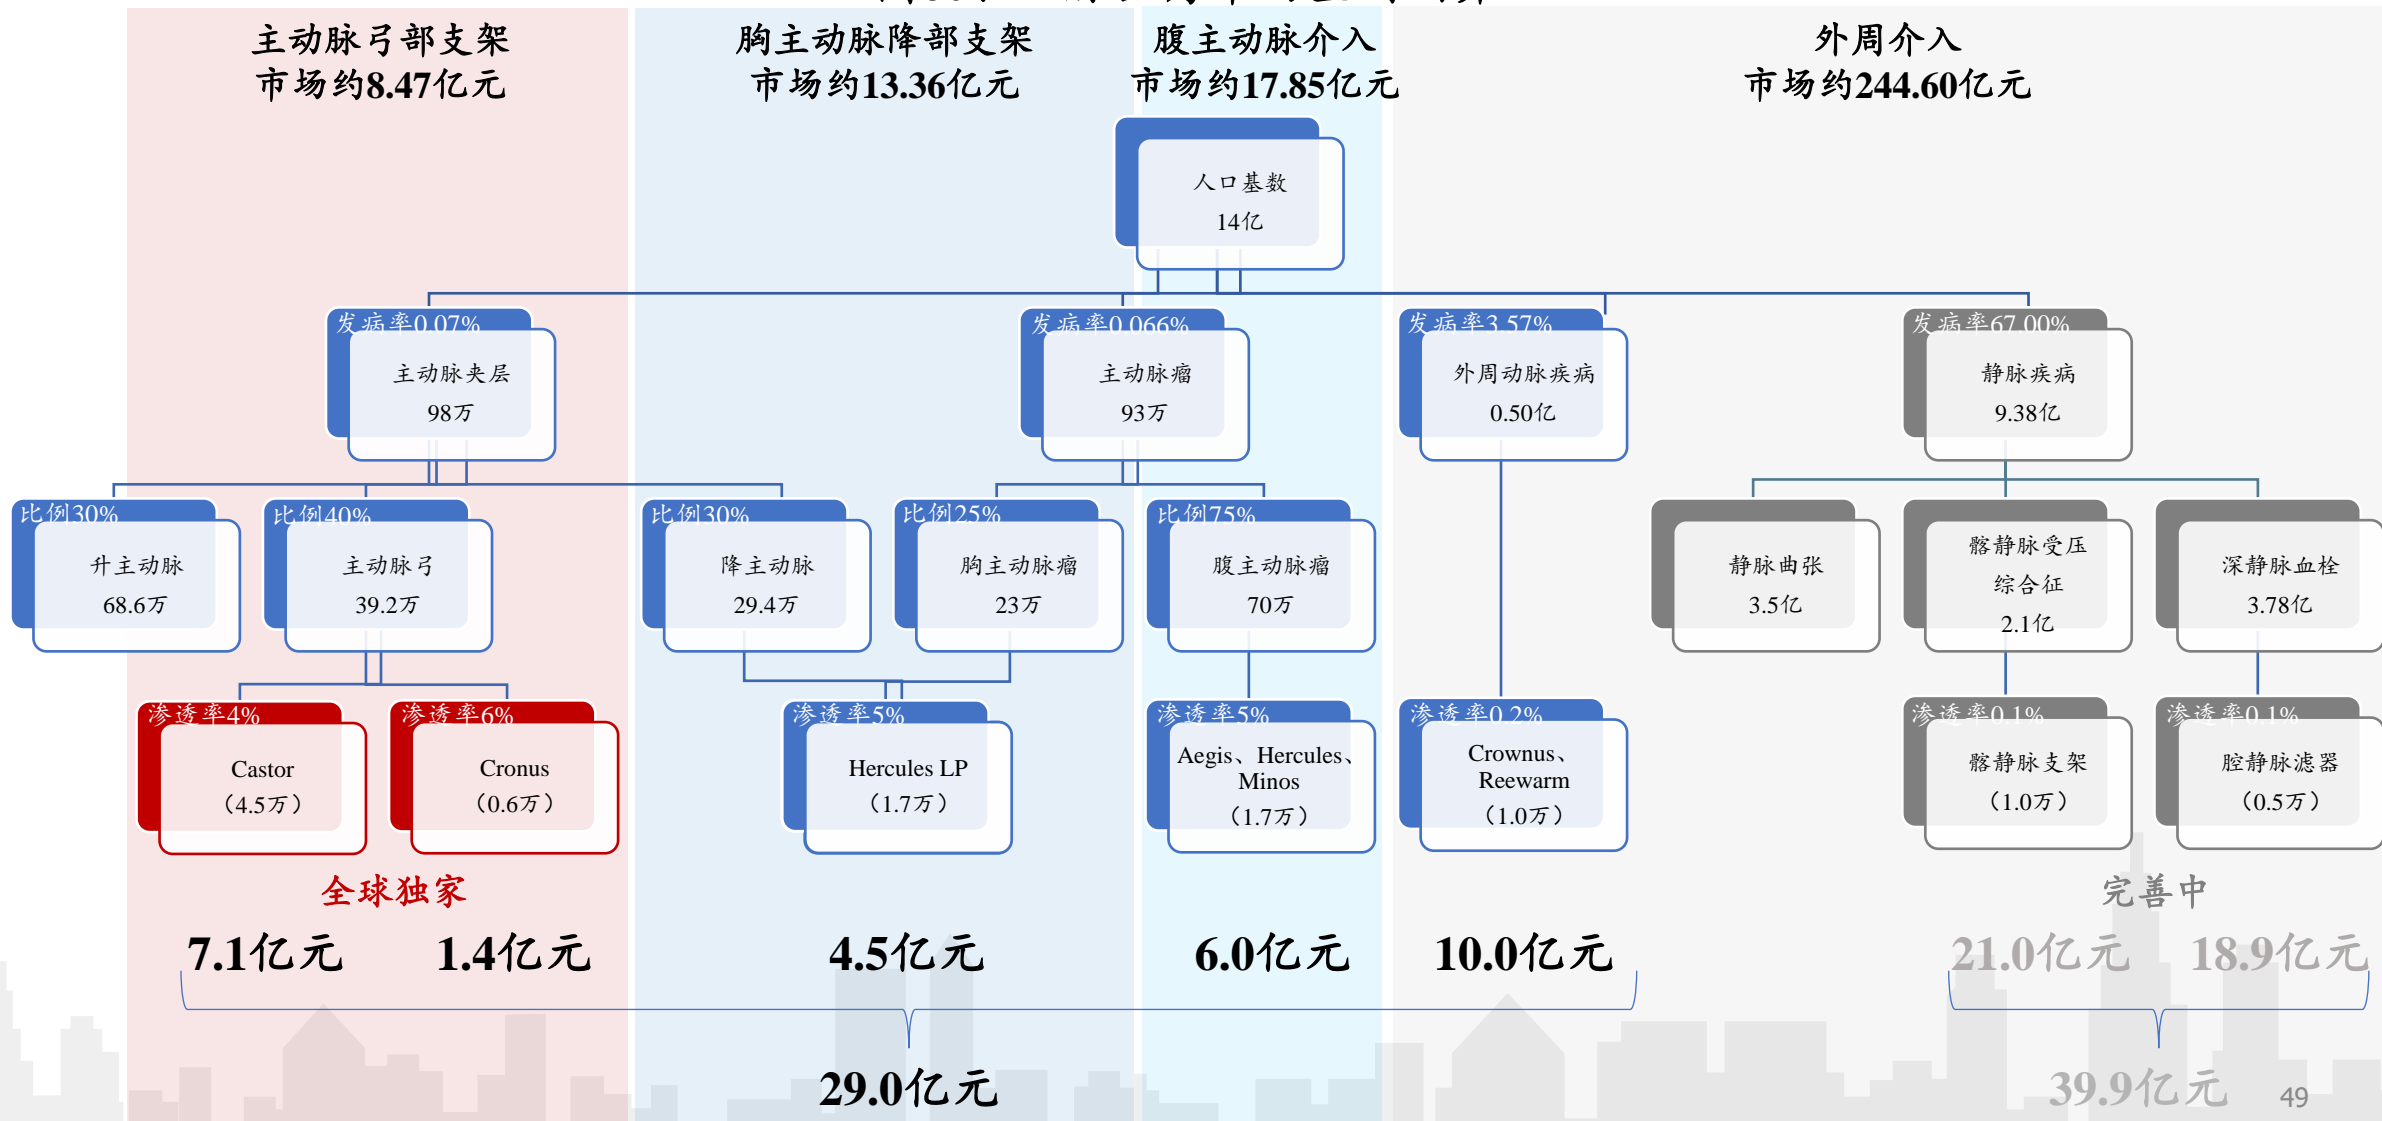 主动脉弓部支架
市场约8.47亿元
胸主动脉降部支架
市场约13.36亿元
腹主动脉介入
市场约17.85亿元
外周介入
市场约244.60亿元
人口基数
14亿
发病率0.07%
主动脉夹层
98万
发病率0.066%
主动脉瘤
93万
发病率3.57%
外周动脉疾病
0.50亿
发病率67.00%
静脉疾病
9.38亿
比例30%
升主动脉
68.6万
比例40%
主动脉弓
39.2万
比例30%
降主动脉
29.4万
比例25%
胸主动脉瘤
23万
比例75%
腹主动脉瘤
70万
静脉曲张
3.5亿
髂静脉受压
综合征
2.1亿
深静脉血栓
3.78亿
渗透率4%
Castor
（4.5万）
渗透率6%
Cronus
（0.6万）
渗透率5%
Hercules LP
（1.7万）
渗透率5%
Aegis、Hercules、
Minos
（1.7万）
渗透率0.2%
Crownus、
Reewarm
（1.0万）
渗透率0.1%
髂静脉支架
（1.0万）
渗透率0.1%
腔静脉滤器
（0.5万）
全球独家
完善中
7.1亿元
1.4亿元
4.5亿元
6.0亿元
10.0亿元
21.0亿元
18.9亿元
29.0亿元
39.9亿元
49